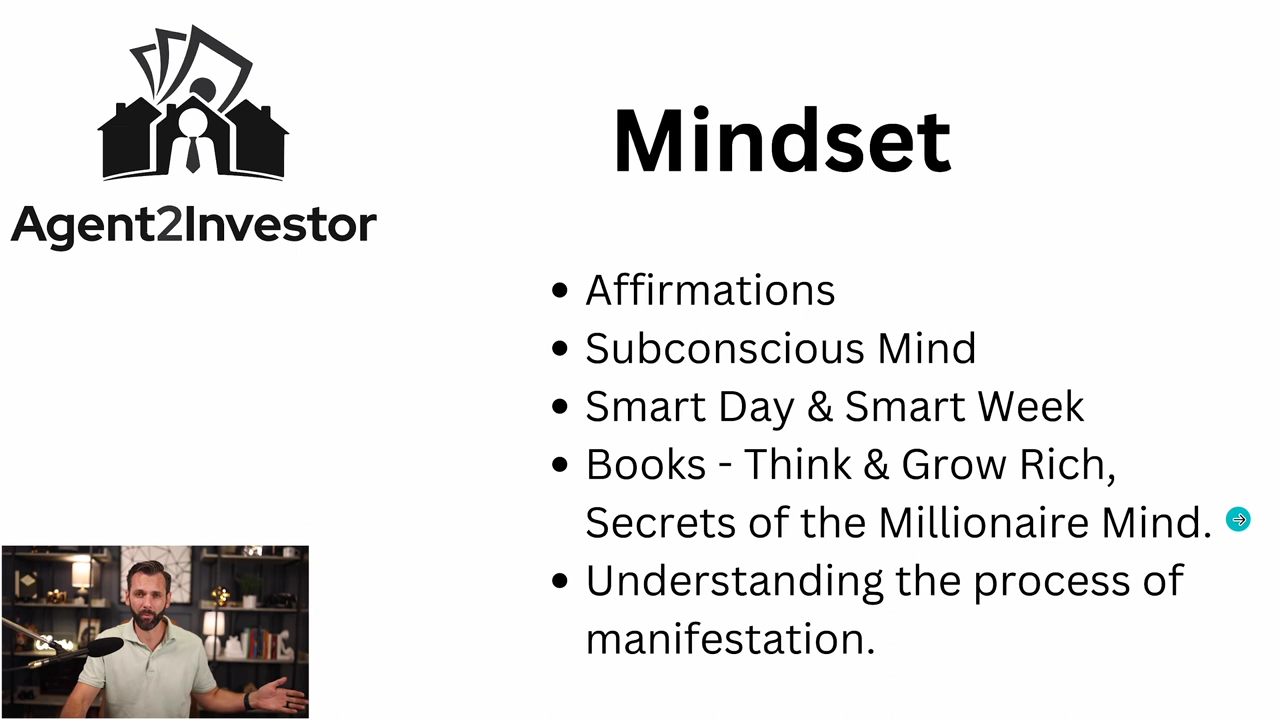 Agent2Investor
Mindset
• Affirmations
• Subconscious Mind
• Smart Day & Smart Week
• Books - Think & Grow Rich,
Secrets of the Millionaire Mind.
• Understanding the process of
manifestation.